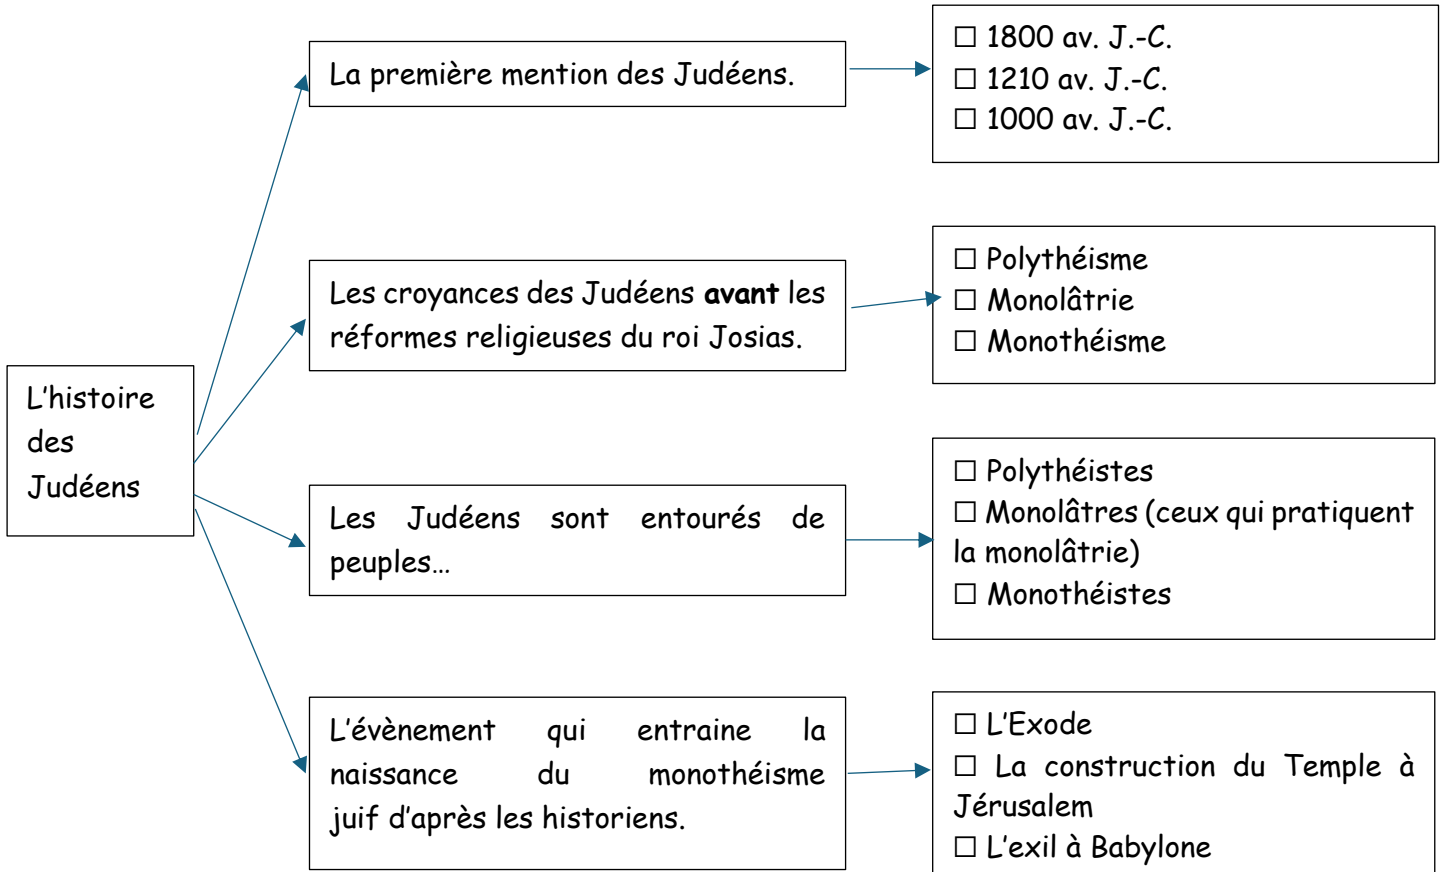 L'histoire
des
Judéens
La première mention des Judéens.
☐ 1800 av. J.-C.
☐ 1210 av. J.-C.
☐ 1000 av. J.-C.
Les croyances des Judéens avant les
réformes religieuses du roi Josias.
☐ Polythéisme
☐ Monolâtrie
☐ Monothéisme
Les Judéens sont entourés de
peuples…
☐ Polythéistes
☐ Monolâtres (ceux qui pratiquent
la monolâtrie)
☐ Monothéistes
L'évènement qui entraine la
naissance du monothéisme
juif d'après les historiens.
☐ L'Exode
☐ La construction du Temple à
Jérusalem
☐ L'exil à Babylone